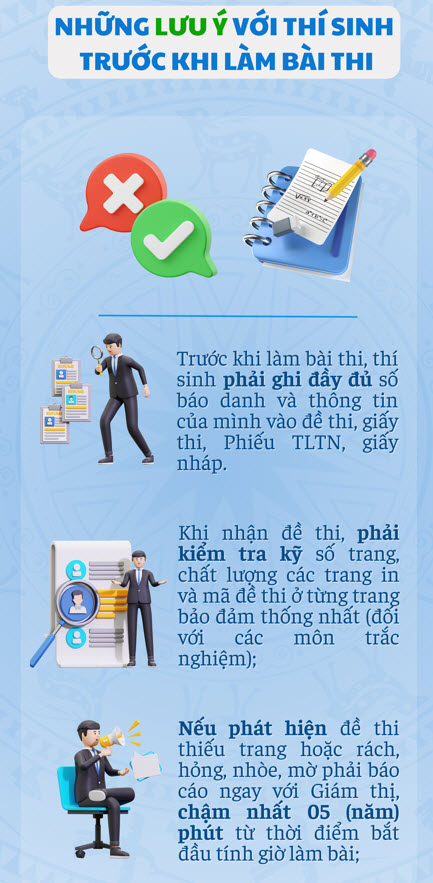 NHỮNG LƯU Ý VỚI THÍ SINH
TRƯỚC KHI LÀM BÀI THI
Trước khi làm bài thi, thí
sinh phải ghi đầy đủ số
báo danh và thông tin
của mình vào đề thi, giấy
thi, Phiếu TLTN, giấy
nháp.
Khi nhận đề thi, phải
kiểm tra kỹ số trang,
chất lượng các trang in
và mã đề thi ở từng trang
bảo đảm thống nhất (đối
với các môn trắc
nghiệm);
Nếu phát hiện đề thi
thiếu trang hoặc rách,
hỏng, nhòe, mờ phải báo
cáo ngay với Giám thị,
chậm nhất 05 (năm)
phút từ thời điểm bắt
đầu tính giờ làm bài;